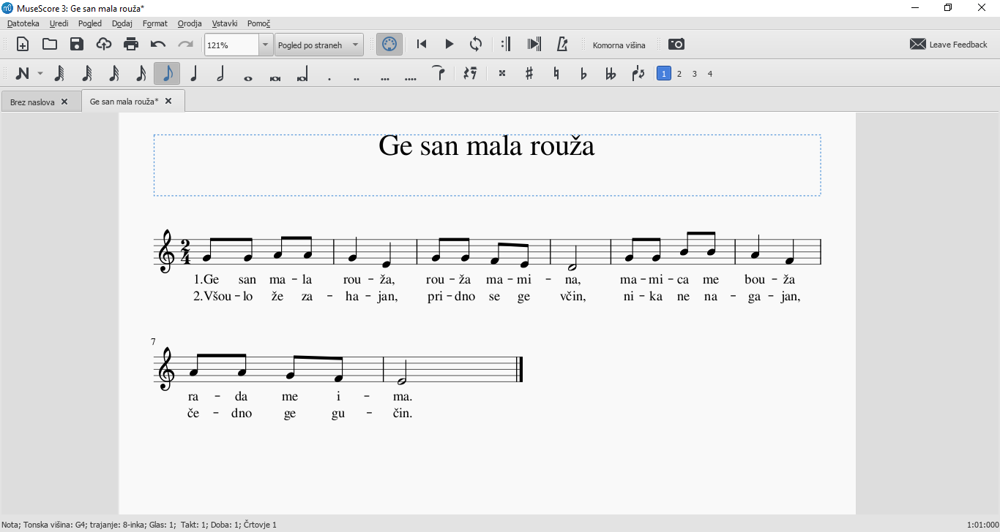 MuseScore 3: Ge san mala rouža*
Datoteka Uredi Pogled Dodaj Format Orodja Vstavki Pomoč
121% Pogled po straneh Komorna višina Leave Feedback
1 2 3 4
Brez naslova Ge san mala rouža*
Ge san mala rouža
2
4
1.Ge san ma – la rou – ža, rou – ža ma – mi – na, ma – mi – ca me bou – ža
2.Všou – lo že za – ha – jan, pri – dno se ge včin, ni – ka ne na – ga – jan,
7
ra – da me i – ma.
če – dno ge gu – čin.
Nota; Tonska višina: G4; trajanje: 8-inka; Glas: 1; Takt: 1; Doba: 1; Črtovje 1 1:01:000